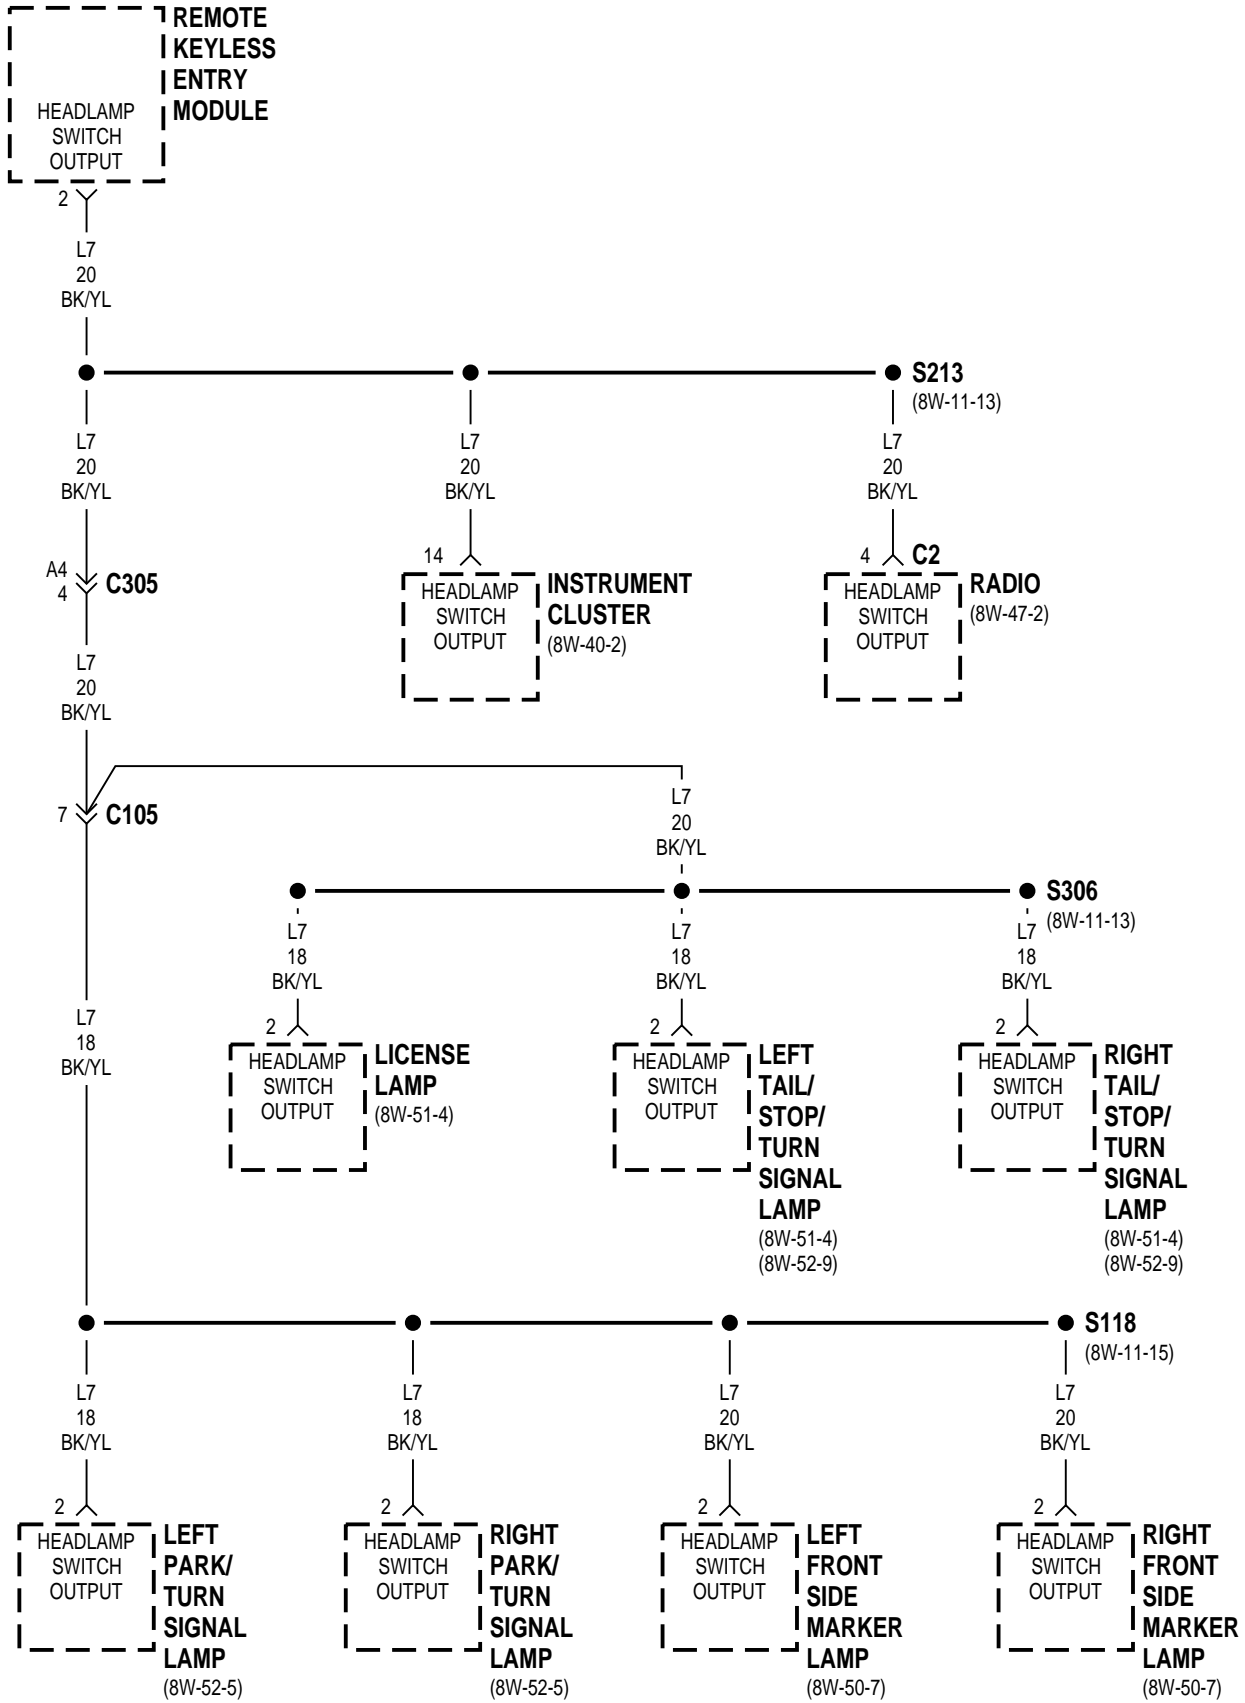 REMOTE
KEYLESS
ENTRY
MODULE
HEADLAMP
SWITCH
OUTPUT
2
L7
20
BK/YL
S213
(8W-11-13)
L7
20
BK/YL
L7
20
BK/YL
L7
20
BK/YL
A4
4
C305
14
HEADLAMP
SWITCH
OUTPUT
INSTRUMENT
CLUSTER
(8W-40-2)
4
C2
HEADLAMP
SWITCH
OUTPUT
RADIO
(8W-47-2)
L7
20
BK/YL
7
C105
L7
20
BK/YL
S306
(8W-11-13)
L7
18
BK/YL
L7
18
BK/YL
L7
18
BK/YL
L7
18
BK/YL
2
HEADLAMP
SWITCH
OUTPUT
LICENSE
LAMP
(8W-51-4)
2
HEADLAMP
SWITCH
OUTPUT
LEFT
TAIL/
STOP/
TURN
SIGNAL
LAMP
(8W-51-4)
(8W-52-9)
2
HEADLAMP
SWITCH
OUTPUT
RIGHT
TAIL/
STOP/
TURN
SIGNAL
LAMP
(8W-51-4)
(8W-52-9)
S118
(8W-11-15)
L7
18
BK/YL
L7
18
BK/YL
L7
20
BK/YL
L7
20
BK/YL
2
HEADLAMP
SWITCH
OUTPUT
LEFT
PARK/
TURN
SIGNAL
LAMP
(8W-52-5)
2
HEADLAMP
SWITCH
OUTPUT
RIGHT
PARK/
TURN
SIGNAL
LAMP
(8W-52-5)
2
HEADLAMP
SWITCH
OUTPUT
LEFT
FRONT
SIDE
MARKER
LAMP
(8W-50-7)
2
HEADLAMP
SWITCH
OUTPUT
RIGHT
FRONT
SIDE
MARKER
LAMP
(8W-50-7)